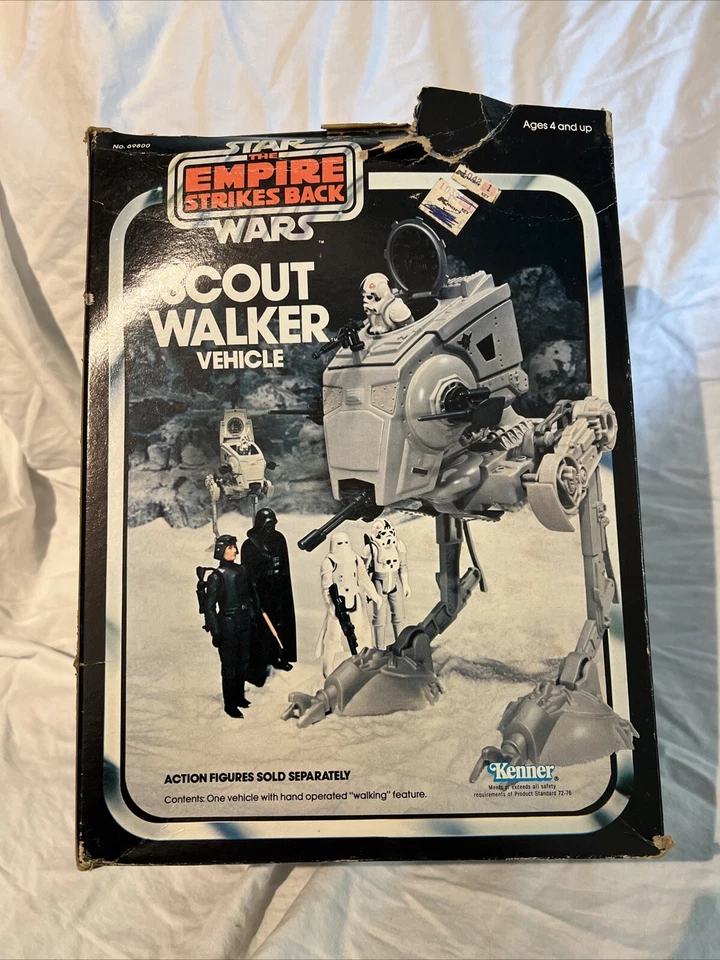 No. 69800
Ages 4 and up
STAR
THE
EMPIRE
STRIKES BACK
WARS
™
SCOUT
WALKER™
VEHICLE
ACTION FIGURES SOLD SEPARATELY
Contents: One vehicle with hand operated "walking" feature.
Kenner®
Meets or exceeds all safety
requirements of Product Standard 72-76